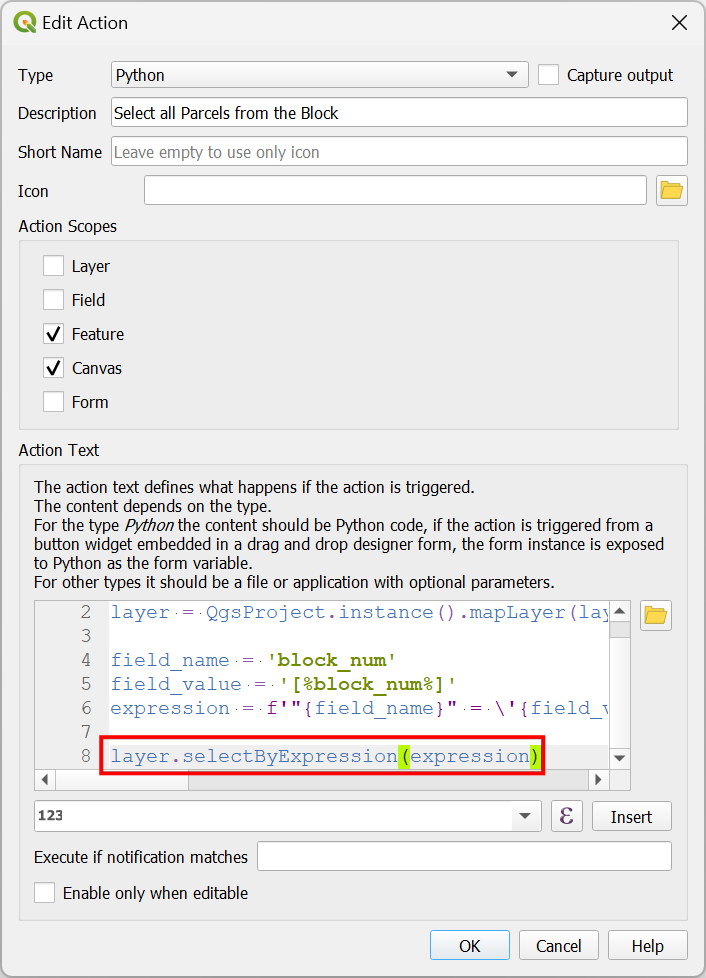 Edit Action
Type Python Capture output
Description Select all Parcels from the Block
Short Name Leave empty to use only icon
Icon
Action Scopes
Layer
Field
Feature
Canvas
Form
Action Text
The action text defines what happens if the action is triggered.
The content depends on the type.
For the type Python the content should be Python code, if the action is triggered from a
button widget embedded in a drag and drop designer form, the form instance is exposed
to Python as the form variable.
For other types it should be a file or application with optional parameters.
2 layer = QgsProject.instance().mapLayer(lay
3
4 field_name = 'block_num'
5 field_value = '[%block_num%]'
6 expression = f'"{field_name}" = \'{field_v
7
8 layer.selectByExpression(expression)
123 ε Insert
Execute if notification matches
Enable only when editable
OK Cancel Help